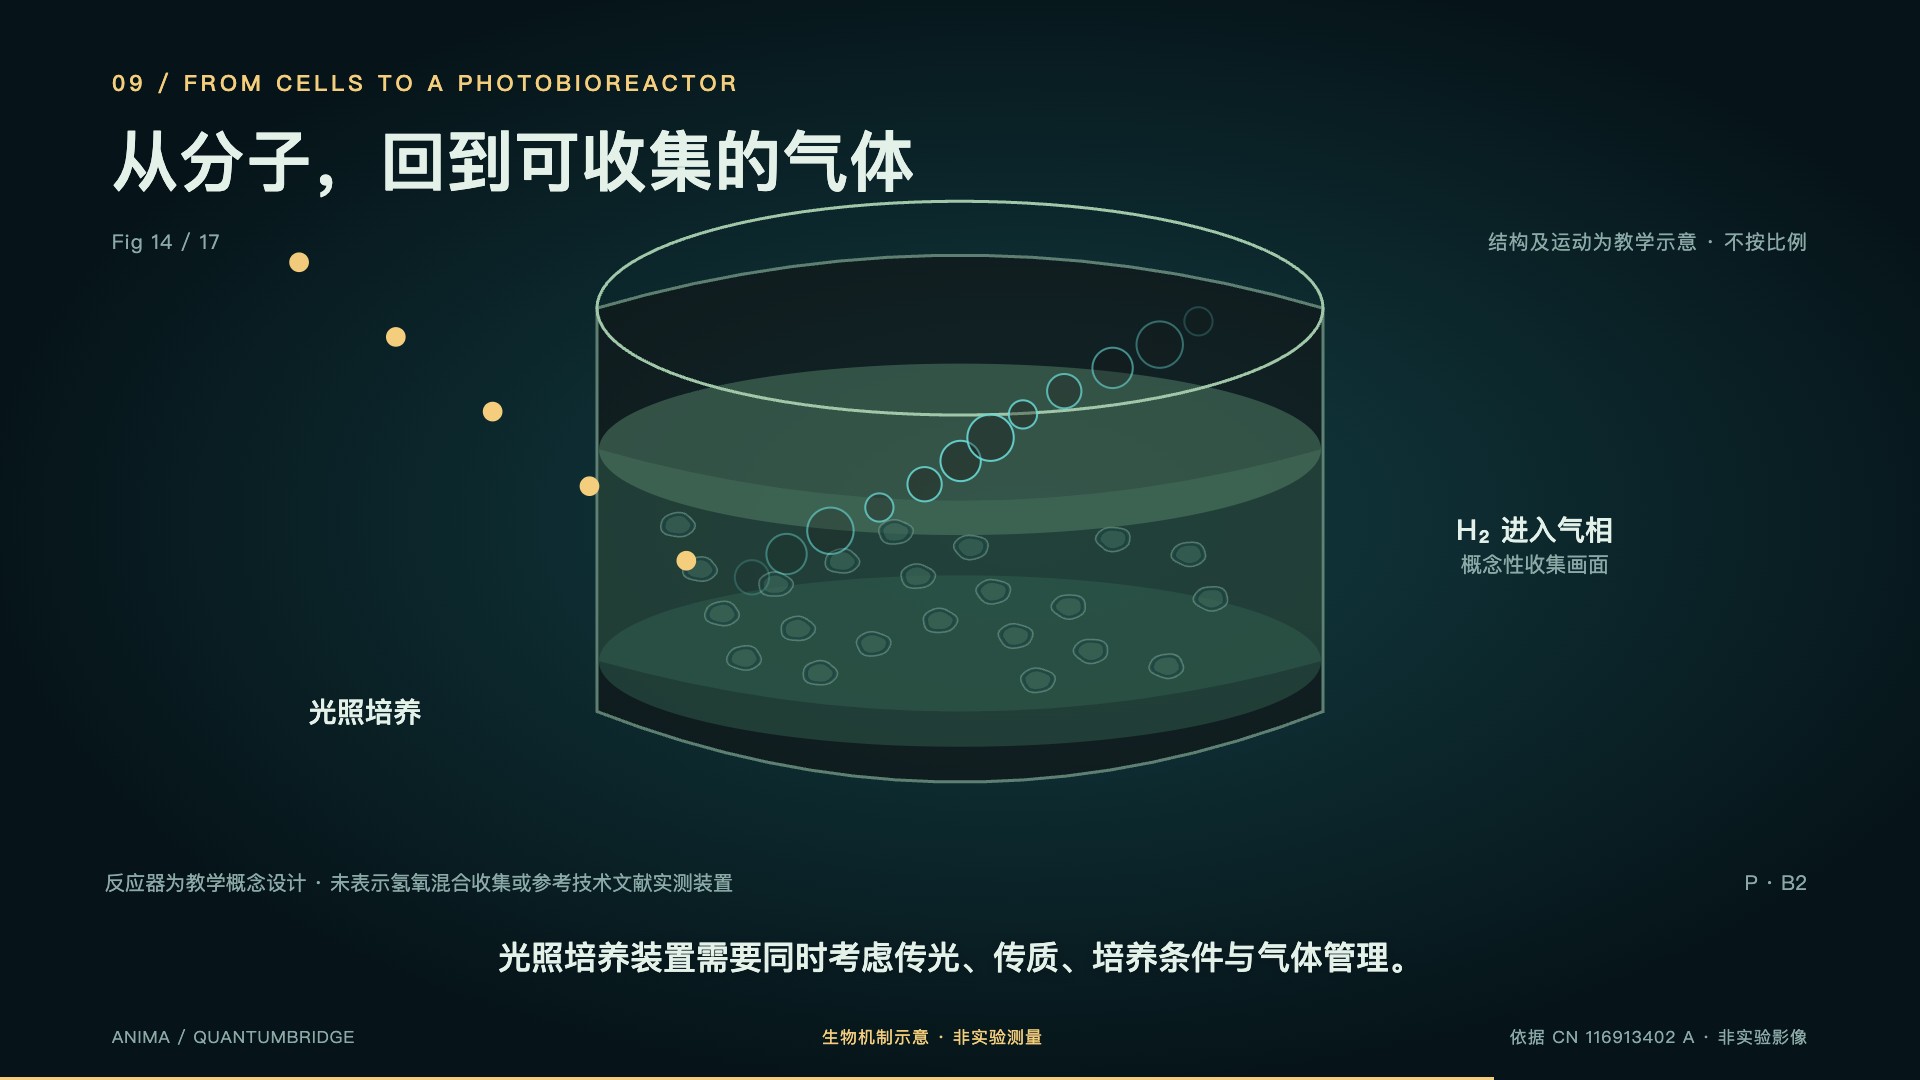 09 / FROM CELLS TO A PHOTOBIOREACTOR
从分子，回到可收集的气体
Fig 14 / 17
结构及运动为教学示意 · 不按比例
H₂ 进入气相
概念性收集画面
光照培养
反应器为教学概念设计 · 未表示氢氧混合收集或参考技术文献实测装置
P · B2
光照培养装置需要同时考虑传光、传质、培养条件与气体管理。
ANIMA / QUANTUMBRIDGE
生物机制示意 · 非实验测量
依据 CN 116913402 A · 非实验影像